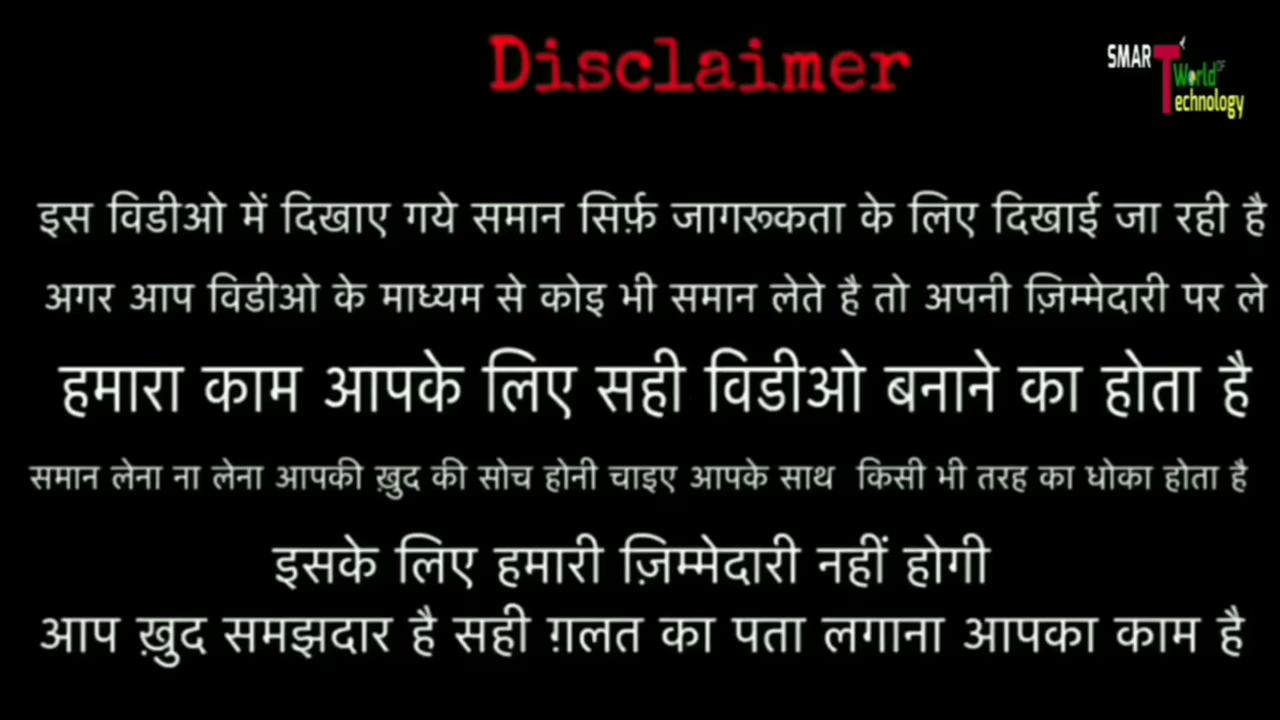 Disclaimer
SMART World OF Technology
इस विडीओ में दिखाए गये समान सिर्फ़ जागरूकता के लिए दिखाई जा रही है
अगर आप विडीओ के माध्यम से कोइ भी समान लेते है तो अपनी ज़िम्मेदारी पर ले
हमारा काम आपके लिए सही विडीओ बनाने का होता है
समान लेना ना लेना आपकी ख़ुद की सोच होनी चाइए आपके साथ किसी भी तरह का धोका होता है
इसके लिए हमारी ज़िम्मेदारी नहीं होगी
आप ख़ुद समझदार है सही ग़लत का पता लगाना आपका काम है